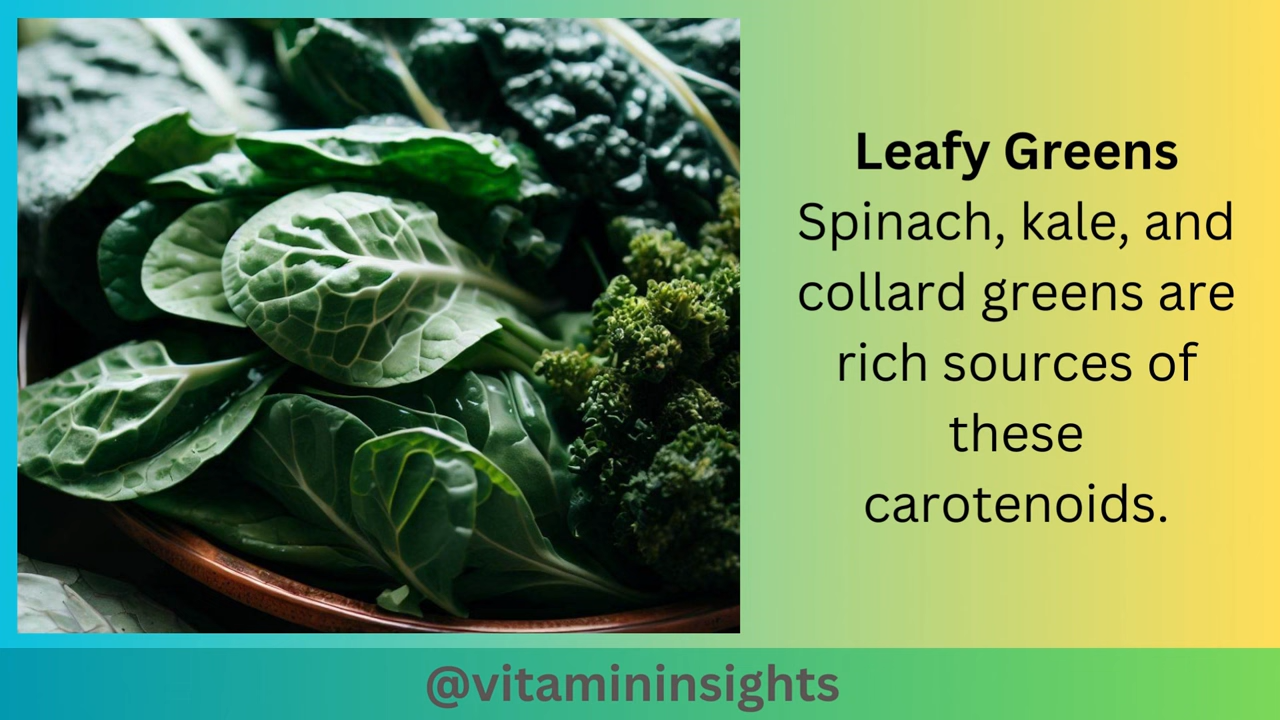 Leafy Greens
Spinach, kale, and
collard greens are
rich sources of
these
carotenoids.
@vitamininsights